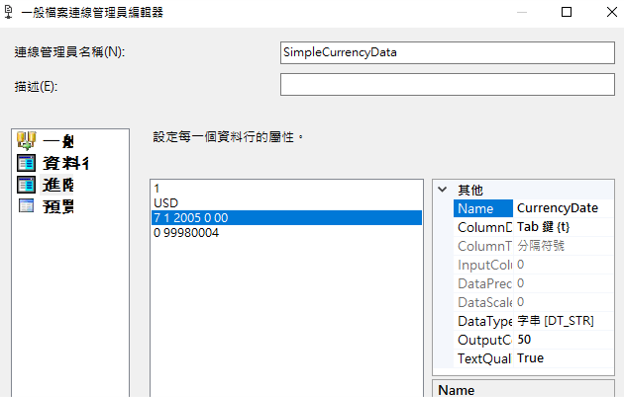 一般檔案連線管理員編輯器
連線管理員名稱(N):
SimpleCurrencyData
描述(E):
一般
資料行
進階
預覽
設定每一個資料行的屬性。
1
USD
7 1 2005 0 00
0 99980004
其他
Name CurrencyDate
ColumnD Tab 鍵 {t}
ColumnT 分隔符號
InputColu 0
DataPrec 0
DataScale 0
DataType 字串 [DT_STR]
OutputCo 50
TextQual True
Name